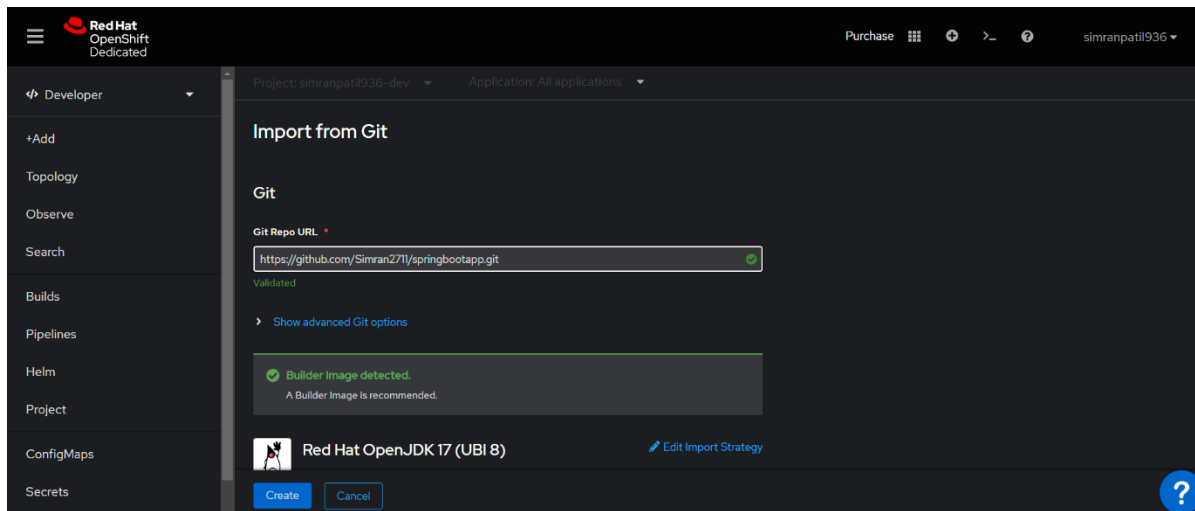 Red Hat
OpenShift
Dedicated
Purchase
simranpatil936
Developer
Project: simranpatil936-dev
Application: All applications
+Add
Topology
Observe
Search
Builds
Pipelines
Helm
Project
ConfigMaps
Secrets
Import from Git
Git
Git Repo URL *
https://github.com/Simran2711/springbootapp.git
Validated
Show advanced Git options
Builder Image detected.
A Builder Image is recommended.
Red Hat OpenJDK 17 (UBI 8)
Edit Import Strategy
Create
Cancel